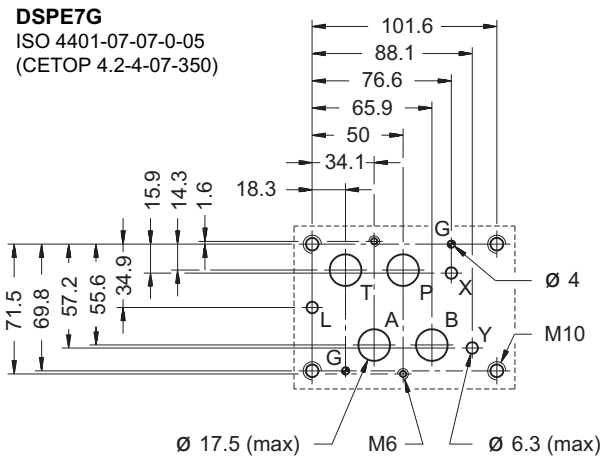 DSPE7G
ISO 4401-07-07-0-05
(CETOP 4.2-4-07-350)
101.6
88.1
76.6
65.9
50
34.1
18.3
15.9
14.3
1.6
71.5
69.8
57.2
55.6
34.9
G
T
P
X
Ø 4
L
A
B
Y
M10
G
Ø 17.5 (max)
M6
Ø 6.3 (max)